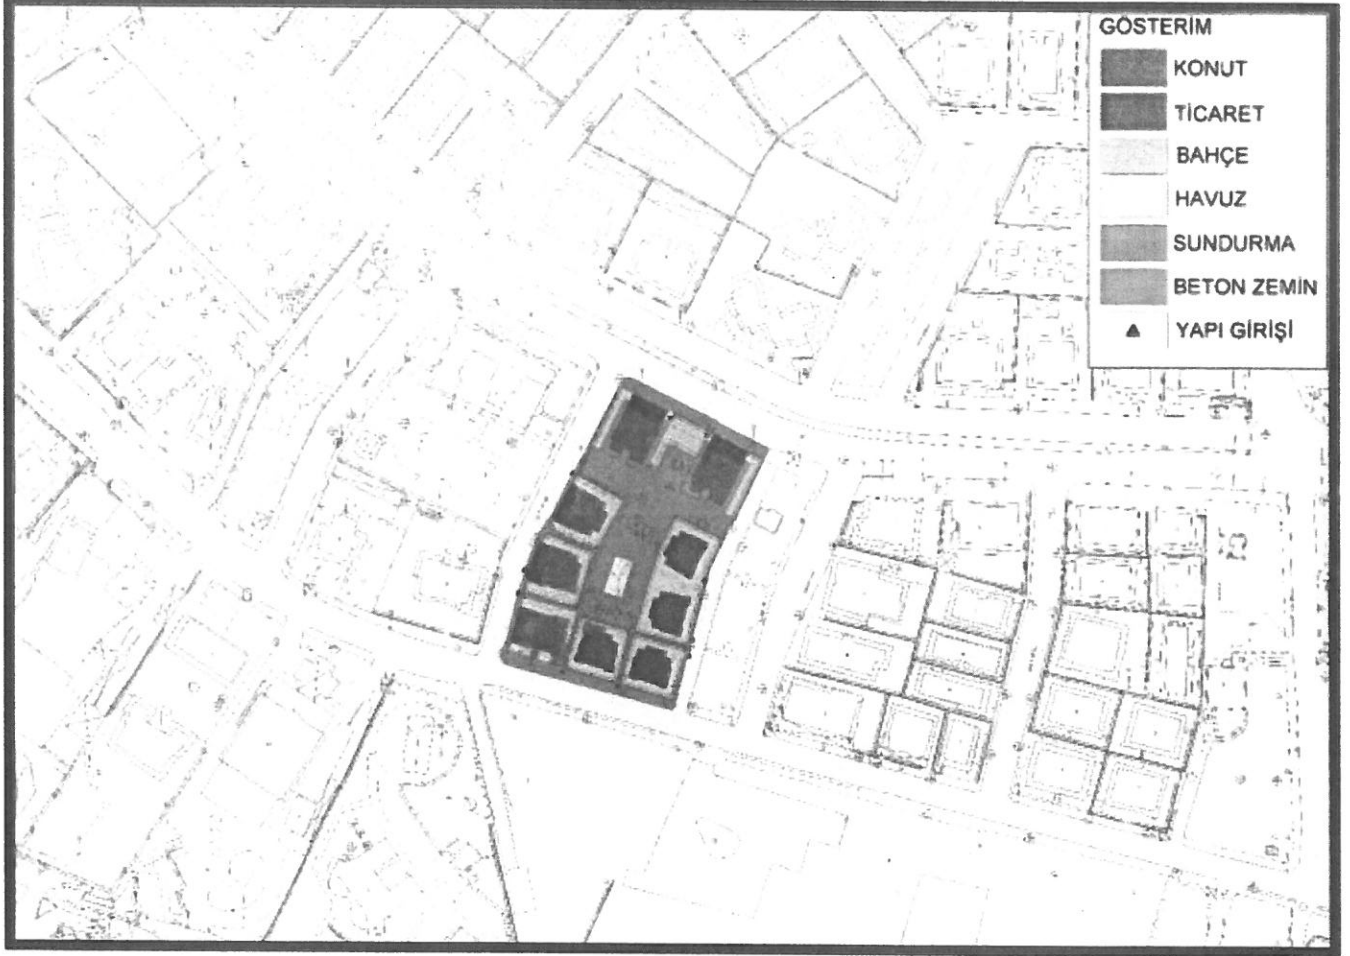 GÖSTERİM
KONUT
TİCARET
BAHÇE
HAVUZ
SUNDURMA
BETON ZEMİN
YAPI GİRİŞİ